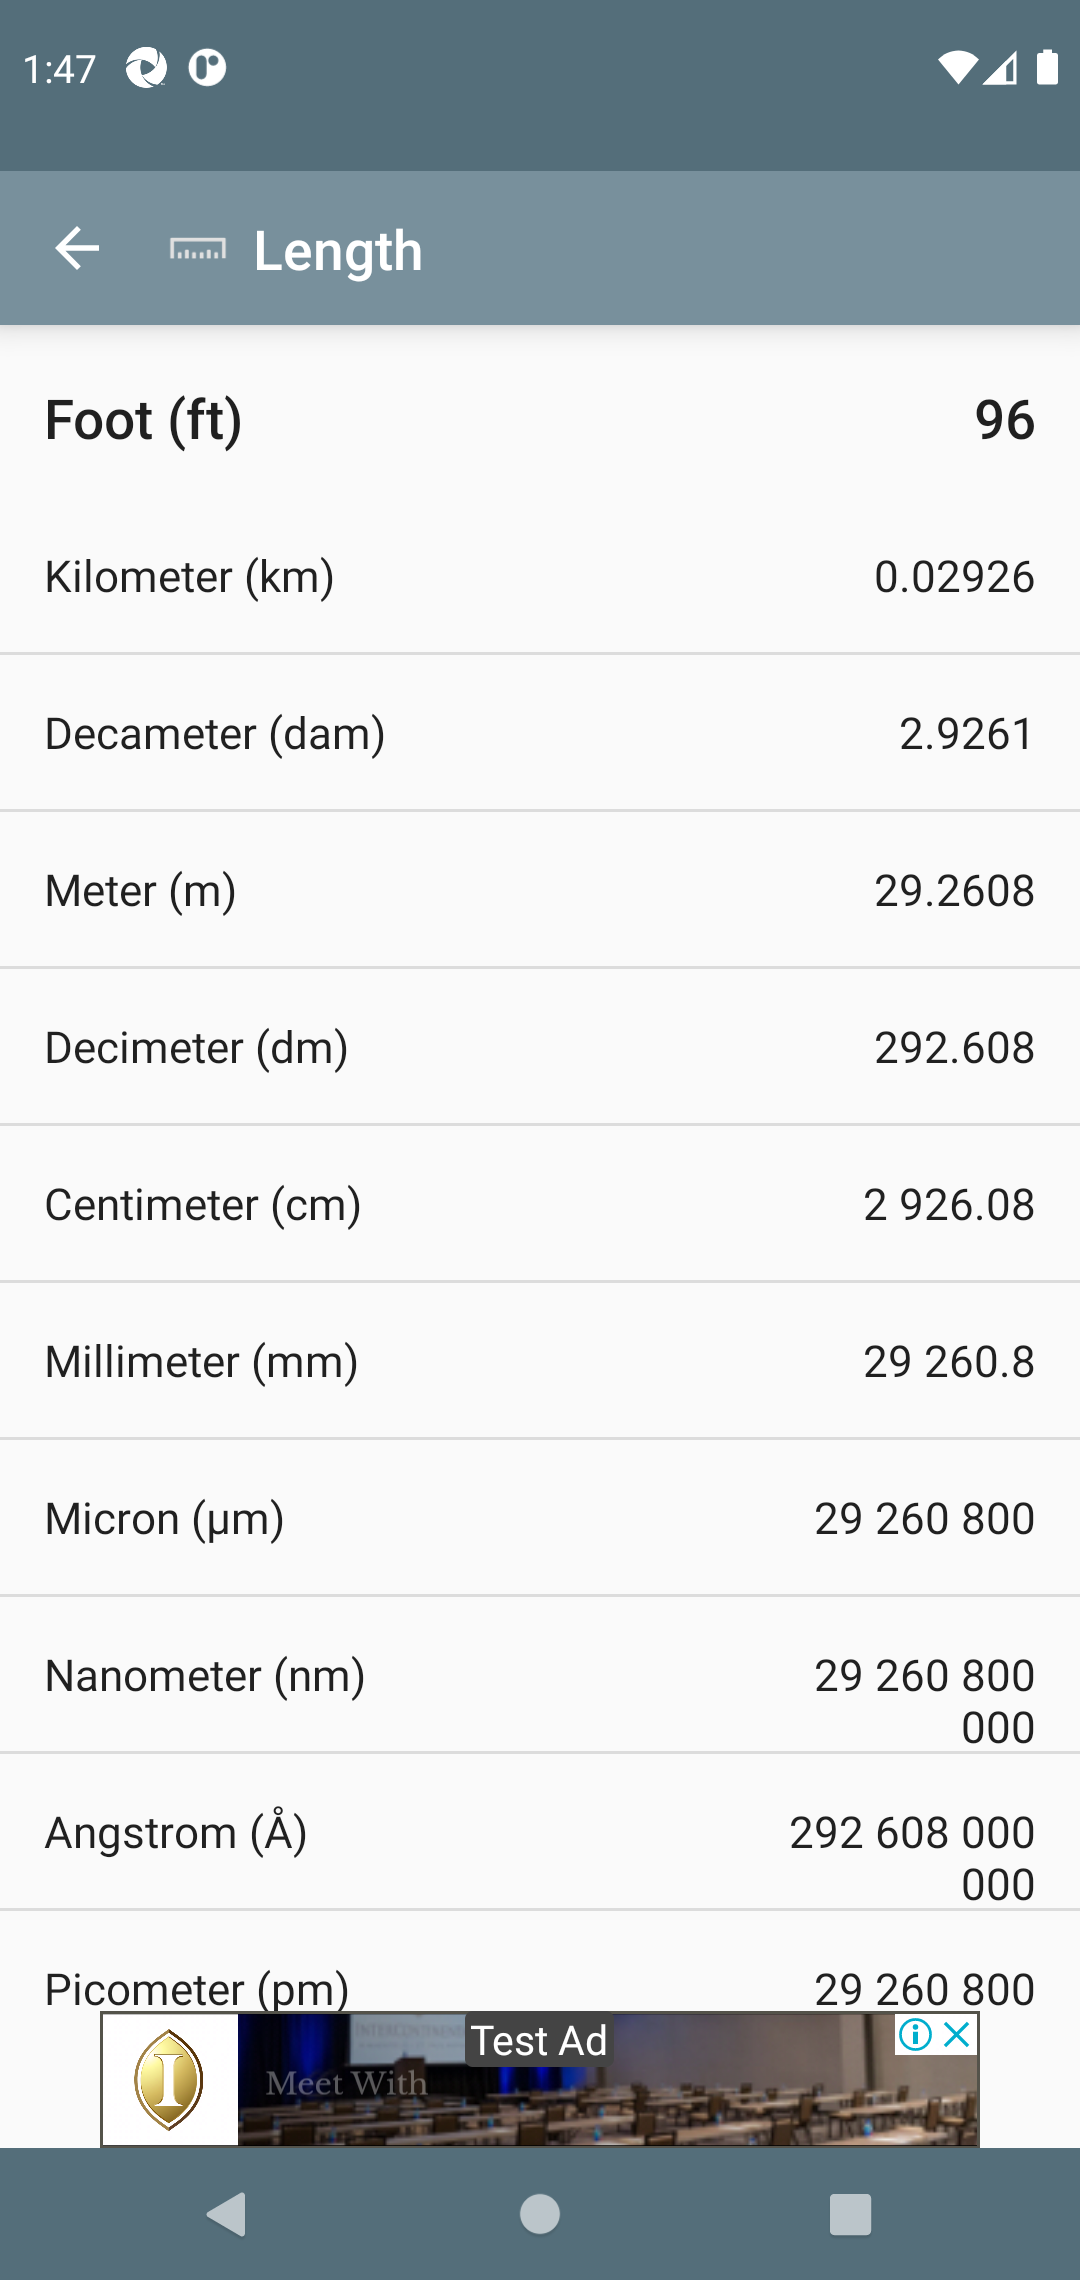 1:47
Length
Foot (ft) 96
Kilometer (km) 0.02926
Decameter (dam) 2.9261
Meter (m) 29.2608
Decimeter (dm) 292.608
Centimeter (cm) 2 926.08
Millimeter (mm) 29 260.8
Micron (µm) 29 260 800
Nanometer (nm) 29 260 800
000
Angstrom (Å) 292 608 000
000
Picometer (pm) 29 260 800
Test Ad
Meet With